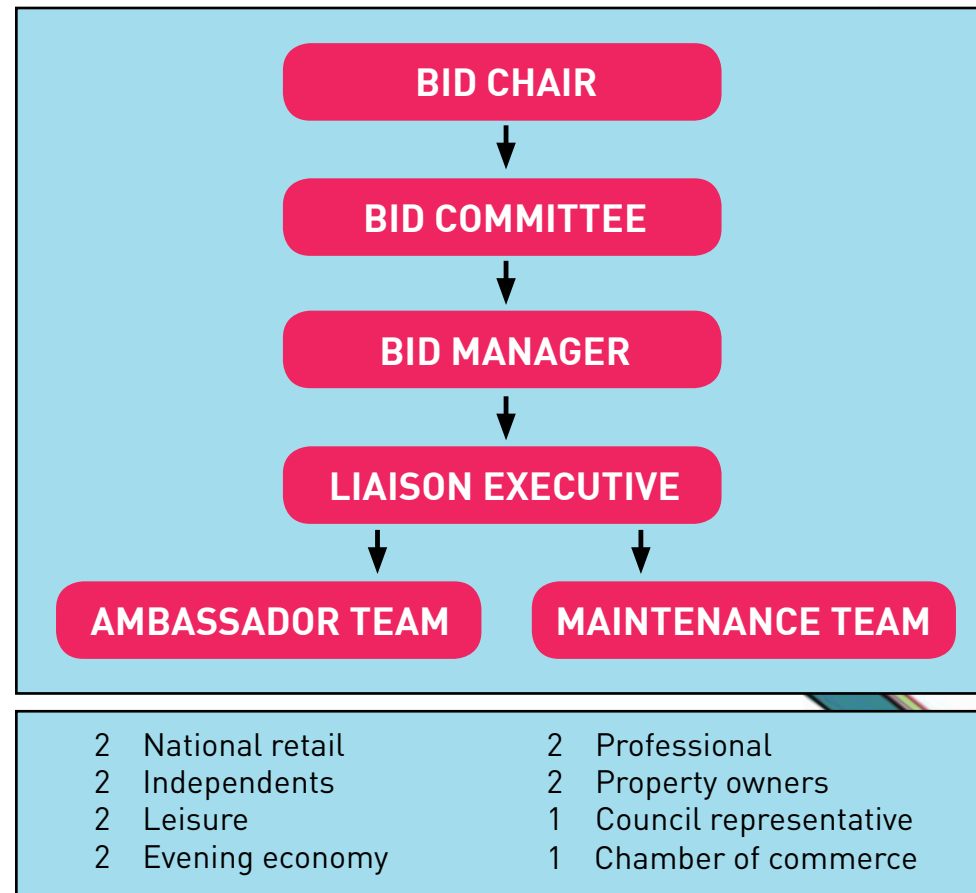 BID CHAIR
BID COMMITTEE
BID MANAGER
LIAISON EXECUTIVE
AMBASSADOR TEAM
MAINTENANCE TEAM
2 National retail
2 Independents
2 Leisure
2 Evening economy
2 Professional
2 Property owners
1 Council representative
1 Chamber of commerce